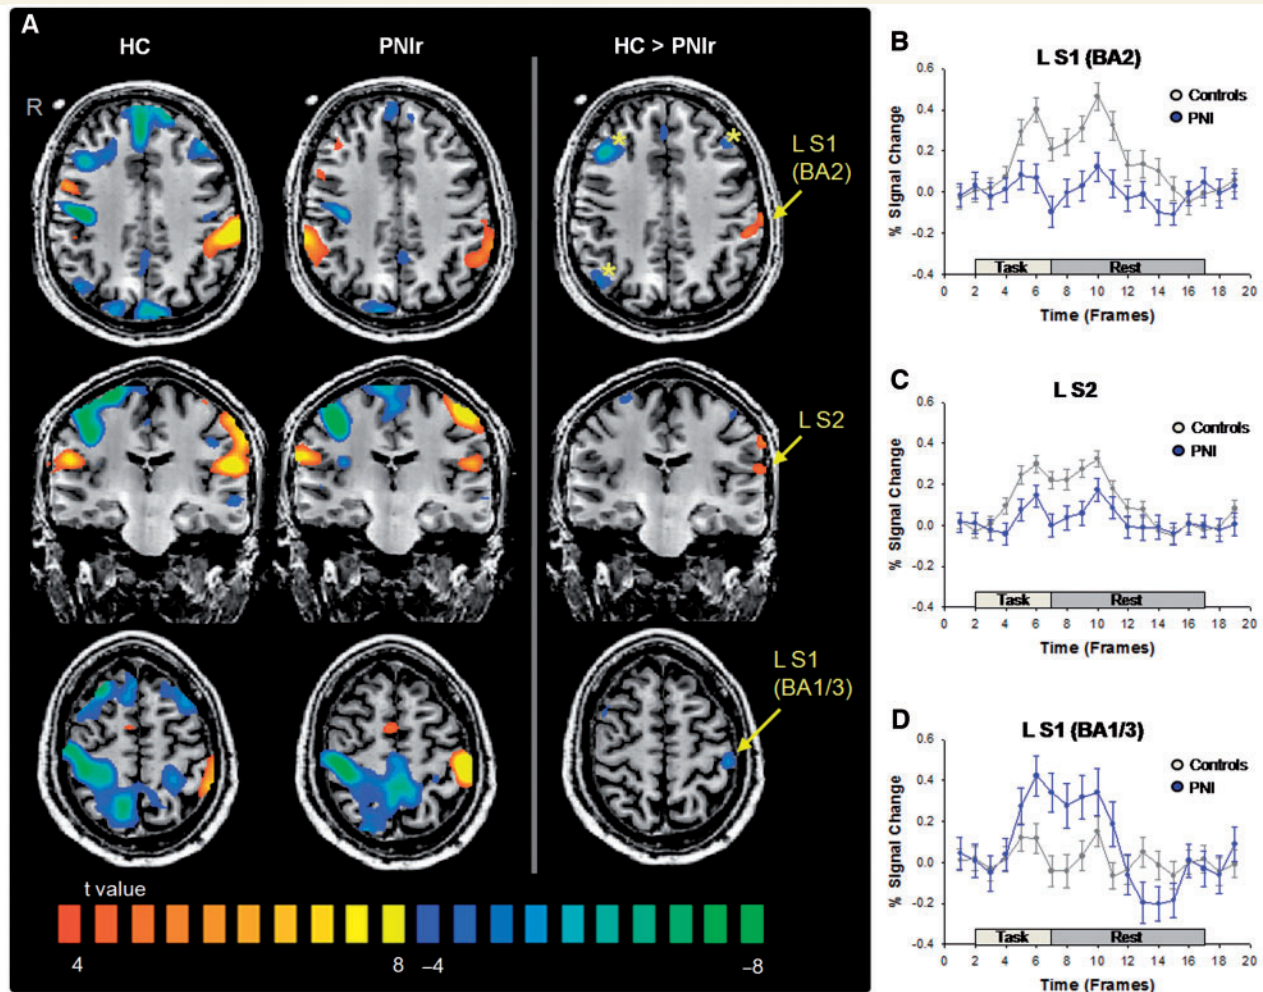 A
HC
PNIr
HC > PNIr
R
*
*
*
L S1
(BA2)
L S2
L S1
(BA1/3)
t value
4
8
–4
–8
B
L S1 (BA2)
Controls
PNI
% Signal Change
0.6
0.4
0.2
0.0
-0.2
-0.4
Task
Rest
0 2 4 6 8 10 12 14 16 18 20
Time (Frames)
C
L S2
Controls
PNI
% Signal Change
0.6
0.4
0.2
0.0
-0.2
-0.4
Task
Rest
0 2 4 6 8 10 12 14 16 18 20
Time (Frames)
D
L S1 (BA1/3)
Controls
PNI
% Signal Change
0.6
0.4
0.2
0.0
-0.2
-0.4
Task
Rest
0 2 4 6 8 10 12 14 16 18 20
Time (Frames)